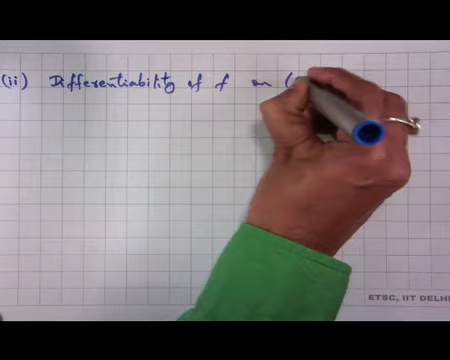 (ii) Differentiability of f on (
ETSC, IIT DELHI